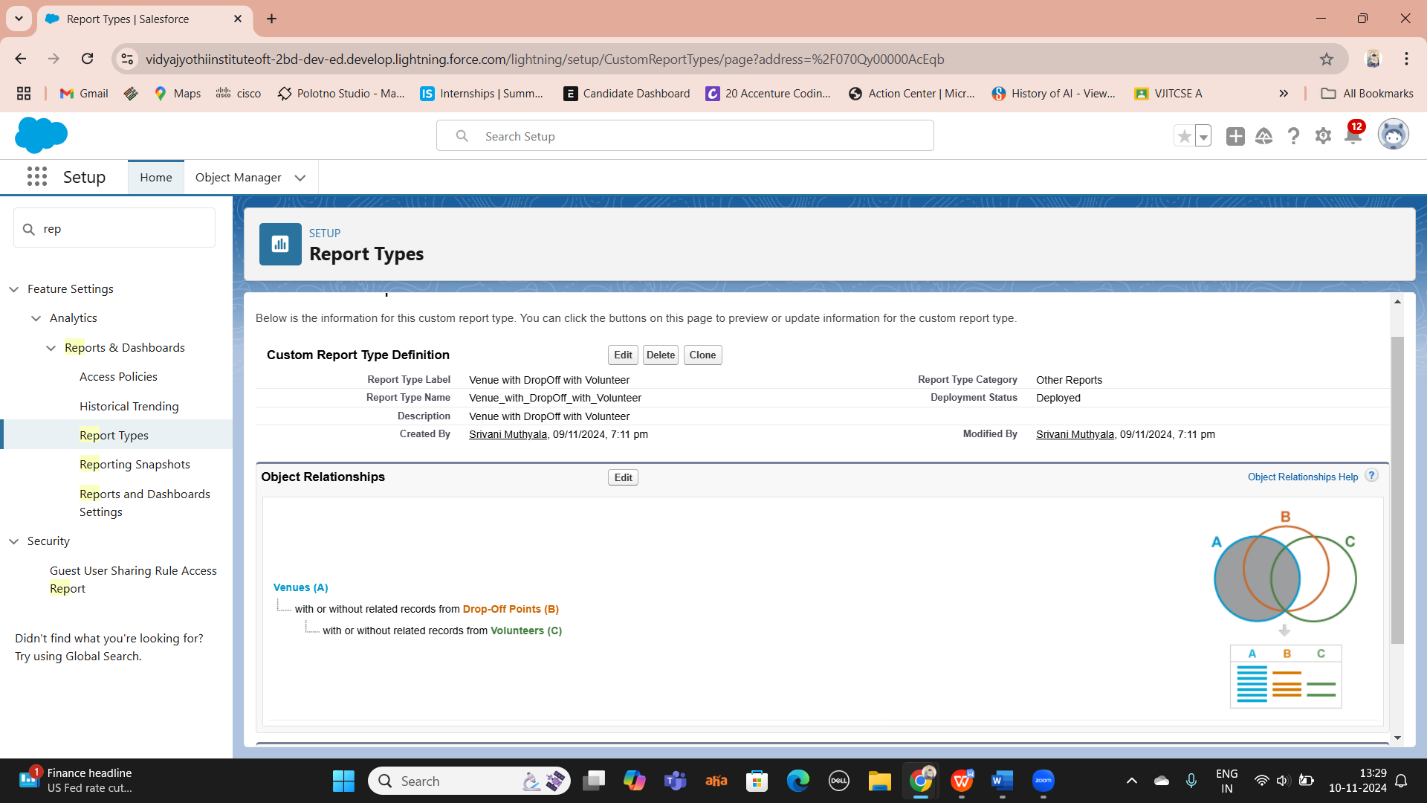 Report Types | Salesforce
vidyajyothiinstituteoft-2bd-dev-ed.develop.lightning.force.com/lightning/setup/CustomReportTypes/page?address=%2F070Qy00000AcEqb
Gmail Maps cisco Polotno Studio - Ma... Internships | Summ... Candidate Dashboard 20 Accenture Codin... Action Center | Micr... History of AI - View... VJITCSE A » All Bookmarks
Search Setup
12
Setup Home Object Manager
rep
Feature Settings
Analytics
Reports & Dashboards
Access Policies
Historical Trending
Report Types
Reporting Snapshots
Reports and Dashboards
Settings
Security
Guest User Sharing Rule Access
Report
Didn't find what you're looking for?
Try using Global Search.
SETUP
Report Types
Below is the information for this custom report type. You can click the buttons on this page to preview or update information for the custom report type.
Custom Report Type Definition Edit Delete Clone
Report Type Label Venue with DropOff with Volunteer Report Type Category Other Reports
Report Type Name Venue_with_DropOff_with_Volunteer Deployment Status Deployed
Description Venue with DropOff with Volunteer
Created By Srivani Muthyala, 09/11/2024, 7:11 pm Modified By Srivani Muthyala, 09/11/2024, 7:11 pm
Object Relationships Edit Object Relationships Help ?
Venues (A)
with or without related records from Drop-Off Points (B)
with or without related records from Volunteers (C)
B
A C
A B C
1 Finance headline
US Fed rate cut...
Search
aha
DELL
zoom
ENG
IN
13:29
10-11-2024